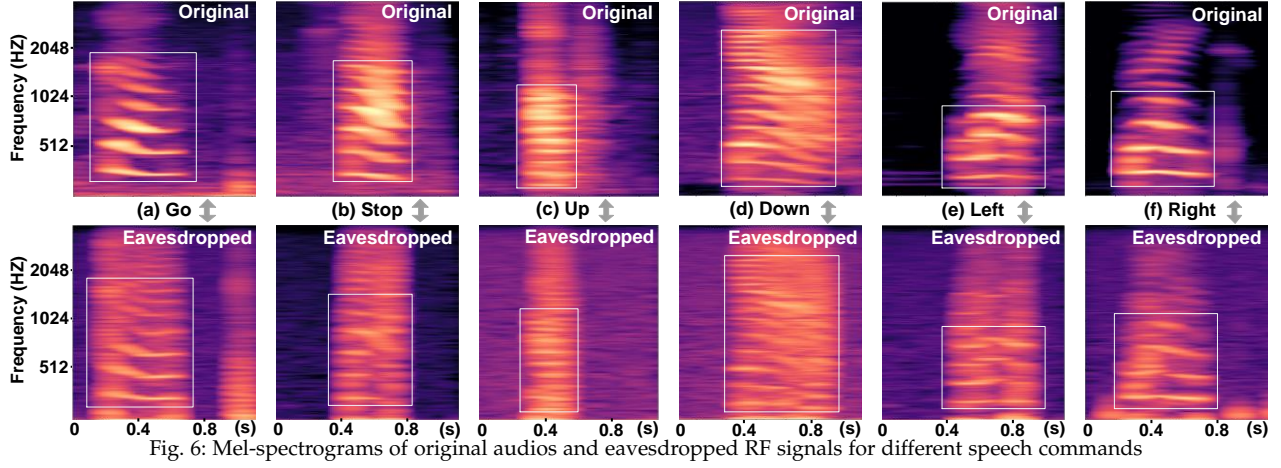 Original Original Original Original Original Original
Frequency (HZ)
2048
1024
512
(a) Go (b) Stop (c) Up (d) Down (e) Left (f) Right
Eavesdropped Eavesdropped Eavesdropped Eavesdropped Eavesdropped Eavesdropped
Frequency (HZ)
2048
1024
512
0 0.4 0.8 (s) 0 0.4 0.8 (s) 0 0.4 0.8 (s) 0 0.4 0.8 (s) 0 0.4 0.8 (s) 0 0.4 0.8 (s)
Fig. 6: Mel-spectrograms of original audios and eavesdropped RF signals for different speech commands